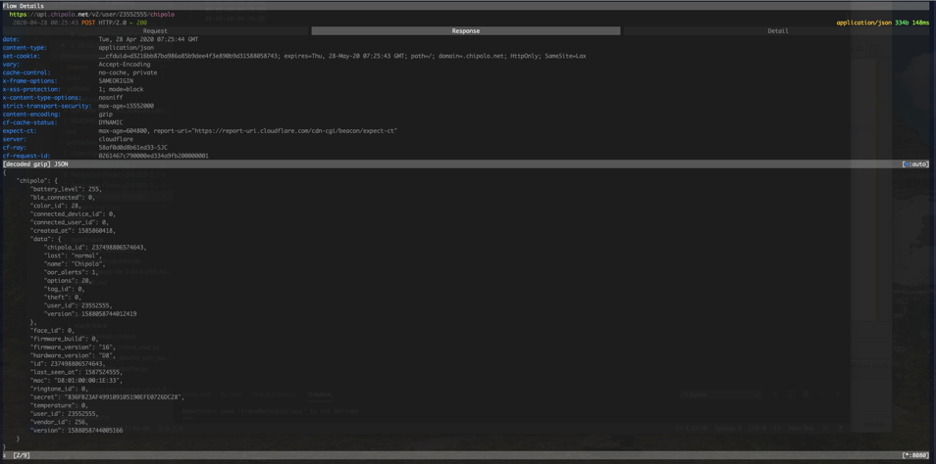 Flow Details
https://api.chipolo.net/v2/user/23552555/chipolo
2020-04-28 00:25:43 POST HTTP/2.0 ← 200 application/json 334b 148ms
Request Response Detail
date: Tue, 28 Apr 2020 07:25:44 GMT
content-type: application/json
set-cookie: __cfduid=d3216bb87ba986a85b9dee4f3e890b9d31588058743; expires=Thu, 28-May-20 07:25:43 GMT; path=/; domain=.chipolo.net; HttpOnly; SameSite=Lax
vary: Accept-Encoding
cache-control: no-cache, private
x-frame-options: SAMEORIGIN
x-xss-protection: 1; mode=block
x-content-type-options: nosniff
strict-transport-security: max-age=15552000
content-encoding: gzip
cf-cache-status: DYNAMIC
expect-ct: max-age=604800, report-uri="https://report-uri.cloudflare.com/cdn-cgi/beacon/expect-ct"
server: cloudflare
cf-ray: 58af0d0d8b61ed33-SJC
cf-request-id: 0261467c790000ed334a9fb200000001
[decoded gzip] JSON [m:auto]
{
"chipolo": {
"battery_level": 255,
"ble_connected": 0,
"color_id": 28,
"connected_device_id": 0,
"connected_user_id": 0,
"created_at": 1585860418,
"data": {
"chipolo_id": 237498806574643,
"lost": "normal",
"name": "Chipolo",
"oor_alerts": 1,
"options": 20,
"tag_id": 0,
"theft": 0,
"user_id": 23552555,
"version": 1588058744012419
},
"face_id": 0,
"firmware_build": 0,
"firmware_version": "16",
"hardware_version": "D8",
"id": 237498806574643,
"last_seen_at": 1587524555,
"mac": "D8:01:00:00:1E:33",
"ringtone_id": 0,
"secret": "836F823AF4991091051908EFE0726DC28",
"temperature": 0,
"user_id": 23552555,
"vendor_id": 256,
"version": 1588058744005166
}
}
↓ [2/9] [*:8080]